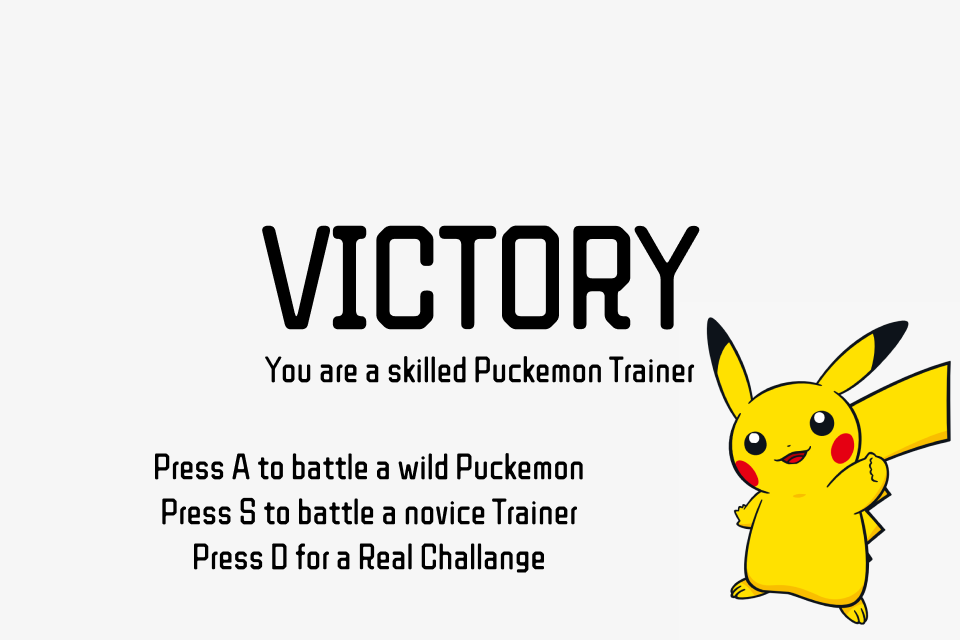 VICTORY
You are a skilled Puckemon Trainer
Press A to battle a wild Puckemon
Press S to battle a novice Trainer
Press D for a Real Challange